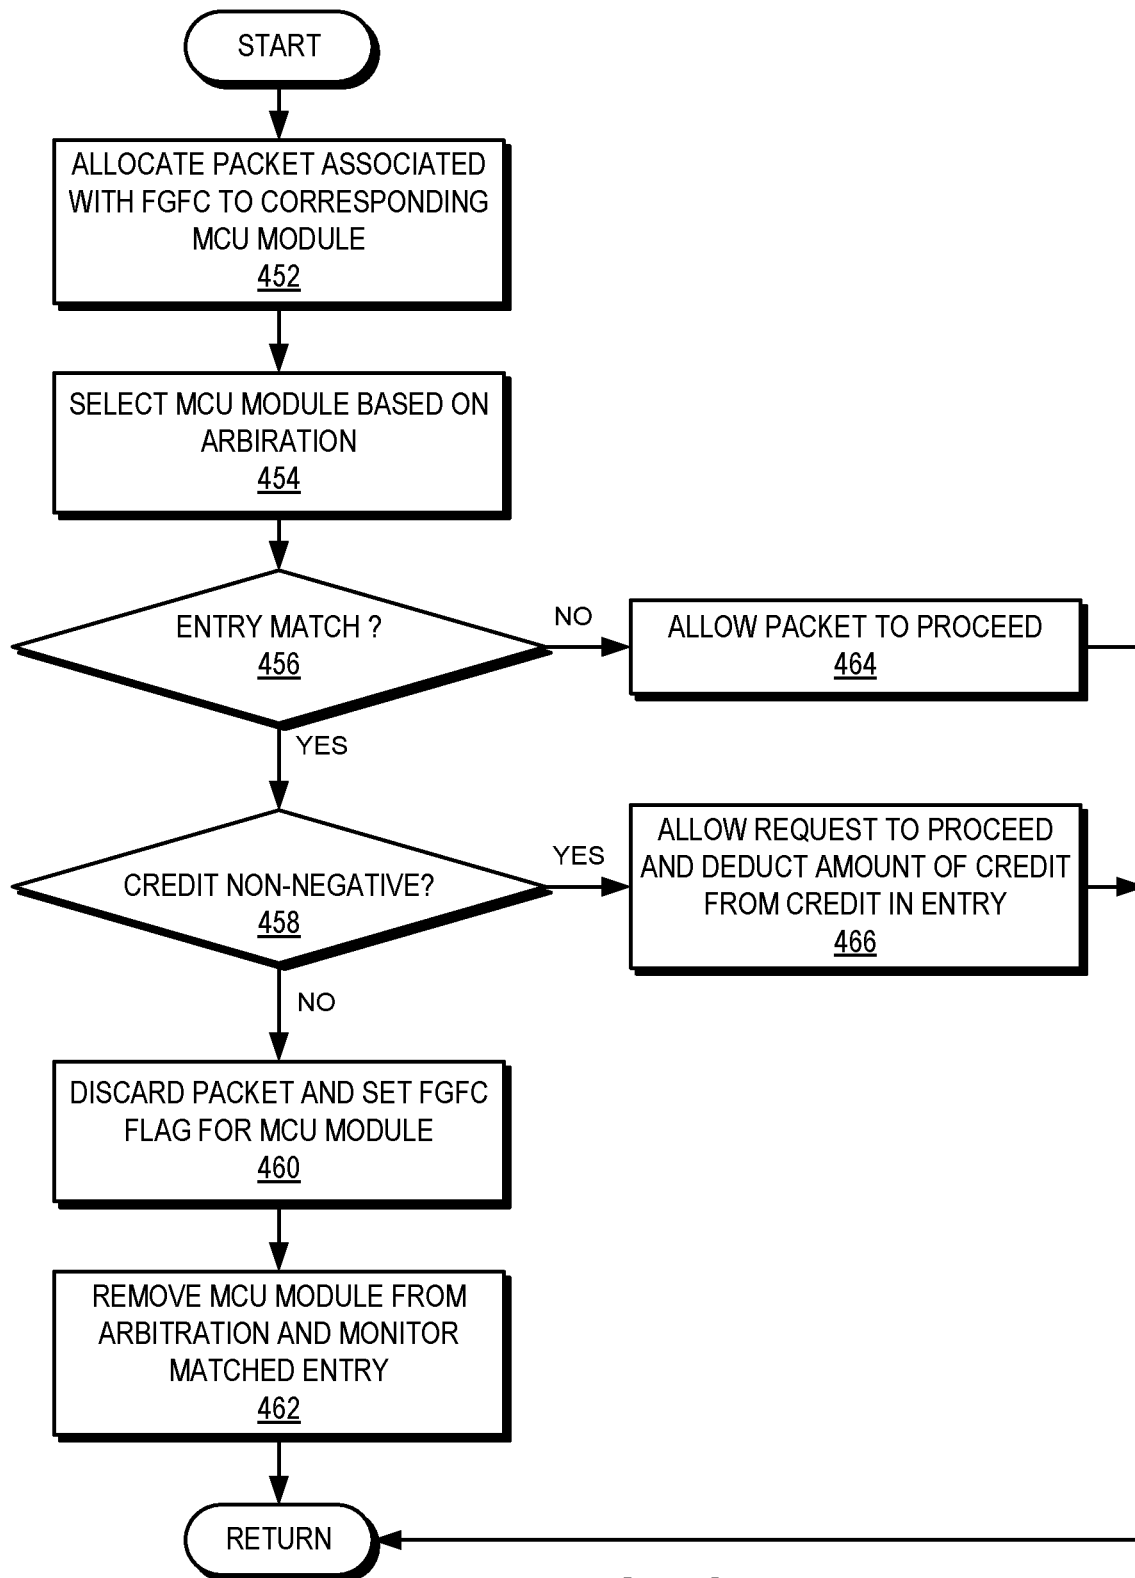 START
ALLOCATE PACKET ASSOCIATED
WITH FGFC TO CORRESPONDING
MCU MODULE
452
SELECT MCU MODULE BASED ON
ARBIRATION
454
ENTRY MATCH ?
456
NO
ALLOW PACKET TO PROCEED
464
YES
CREDIT NON-NEGATIVE?
458
YES
ALLOW REQUEST TO PROCEED
AND DEDUCT AMOUNT OF CREDIT
FROM CREDIT IN ENTRY
466
NO
DISCARD PACKET AND SET FGFC
FLAG FOR MCU MODULE
460
REMOVE MCU MODULE FROM
ARBITRATION AND MONITOR
MATCHED ENTRY
462
RETURN